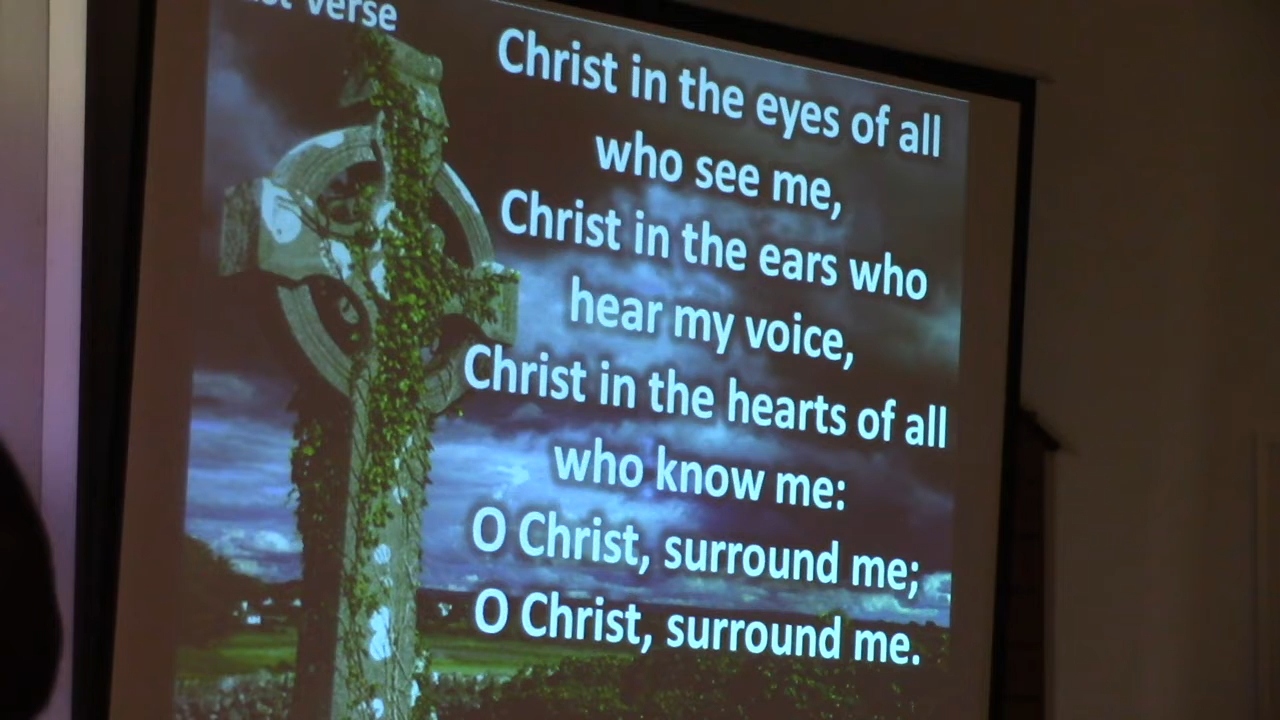 Verse
Christ in the eyes of all
who see me,
Christ in the ears who
hear my voice,
Christ in the hearts of all
who know me:
O Christ, surround me;
O Christ, surround me.